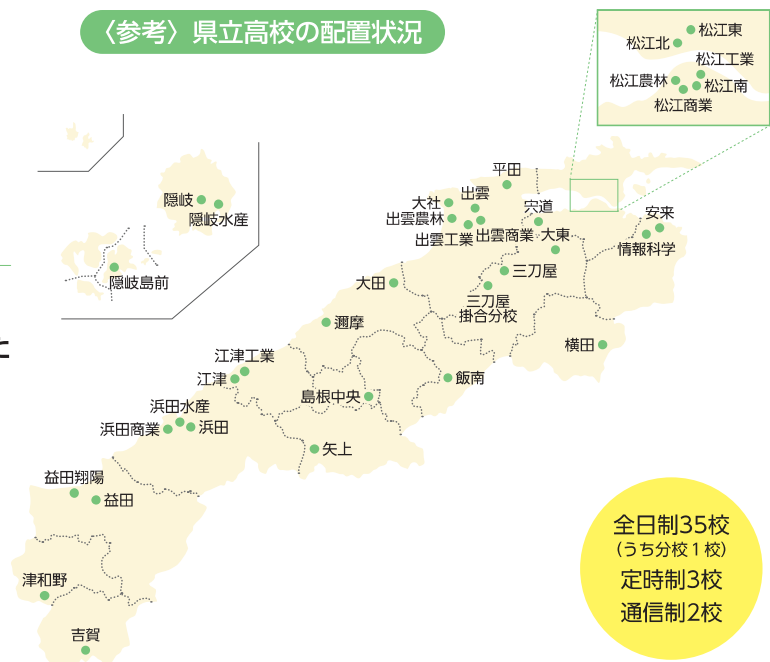 〈参考〉県立高校の配置状況
松江東
松江北
松江工業
松江農林
松江南
松江商業
平田
隠岐
隠岐水産
出雲
大社
宍道
安来
出雲農林
出雲工業
出雲商業
大東
情報科学
隠岐島前
三刀屋
大田
三刀屋
掛合分校
邇摩
横田
江津工業
江津
飯南
島根中央
浜田水産
浜田商業
浜田
矢上
益田翔陽
益田
全日制35校
(うち分校1校)
定時制3校
通信制2校
津和野
吉賀